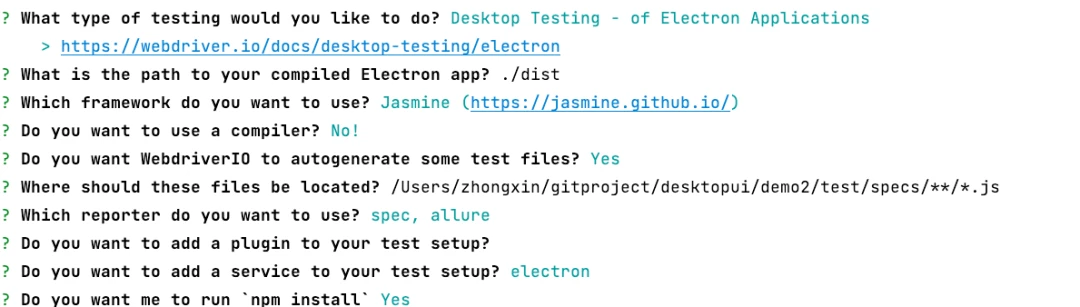 ? What type of testing would you like to do? Desktop Testing - of Electron Applications
> https://webdriver.io/docs/desktop-testing/electron
? What is the path to your compiled Electron app? ./dist
? Which framework do you want to use? Jasmine (https://jasmine.github.io/)
? Do you want to use a compiler? No!
? Do you want WebdriverIO to autogenerate some test files? Yes
? Where should these files be located? /Users/zhongxin/gitproject/desktopui/demo2/test/specs/**/*.js
? Which reporter do you want to use? spec, allure
? Do you want to add a plugin to your test setup?
? Do you want to add a service to your test setup? electron
? Do you want me to run `npm install` Yes